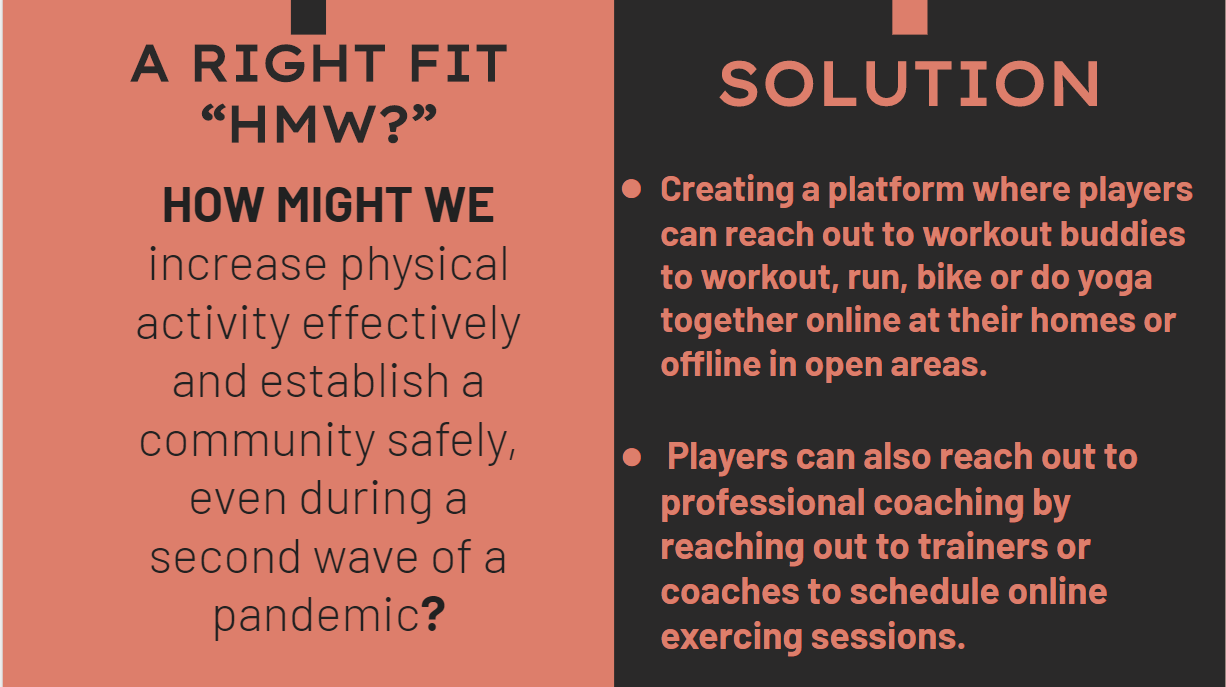 A RIGHT FIT
“HMW?”
HOW MIGHT WE
increase physical
activity effectively
and establish a
community safely,
even during a
second wave of a
pandemic?
SOLUTION
● Creating a platform where players
can reach out to workout buddies
to workout, run, bike or do yoga
together online at their homes or
offline in open areas.
● Players can also reach out to
professional coaching by
reaching out to trainers or
coaches to schedule online
exercing sessions.